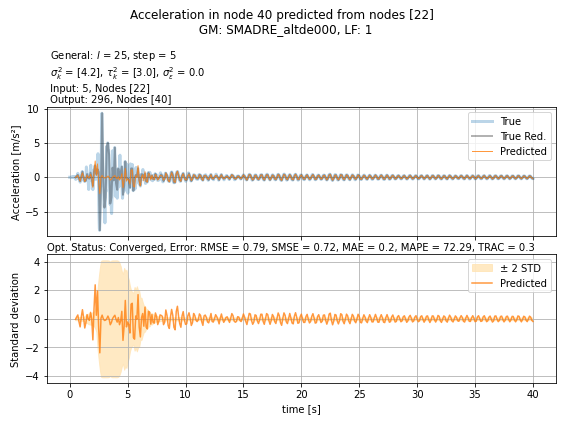 Acceleration in node 40 predicted from nodes [22]
GM: SMADRE_altde000, LF: 1
General: l = 25, step = 5
σ²ₖ = [4.2], τ²ₖ = [3.0], σ²ε = 0.0
Input: 5, Nodes [22]
Output: 296, Nodes [40]
10
5
0
−5
Acceleration [m/s²]
True
True Red.
Predicted
Opt. Status: Converged, Error: RMSE = 0.79, SMSE = 0.72, MAE = 0.2, MAPE = 72.29, TRAC = 0.3
4
2
0
−2
−4
Standard deviation
± 2 STD
Predicted
0 5 10 15 20 25 30 35 40
time [s]